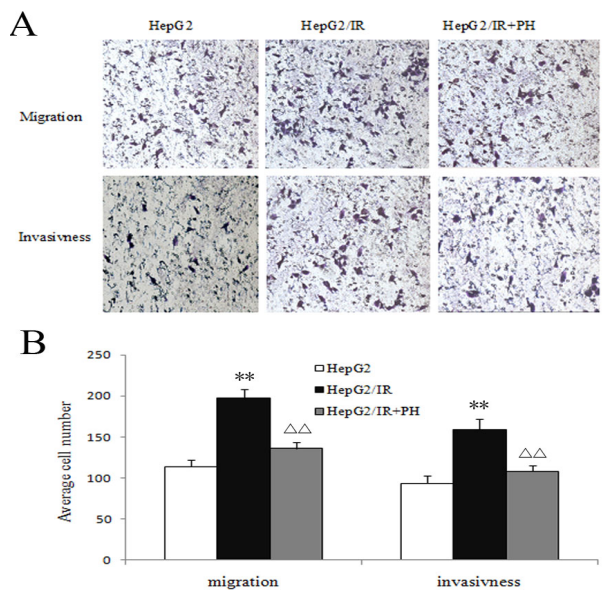 A
HepG2 HepG2/IR HepG2/IR+PH
Migration
Invasivness
B
250
200
150
100
50
0
Average cell number
HepG2
HepG2/IR
HepG2/IR+PH
** △△ ** △△
migration invasivness